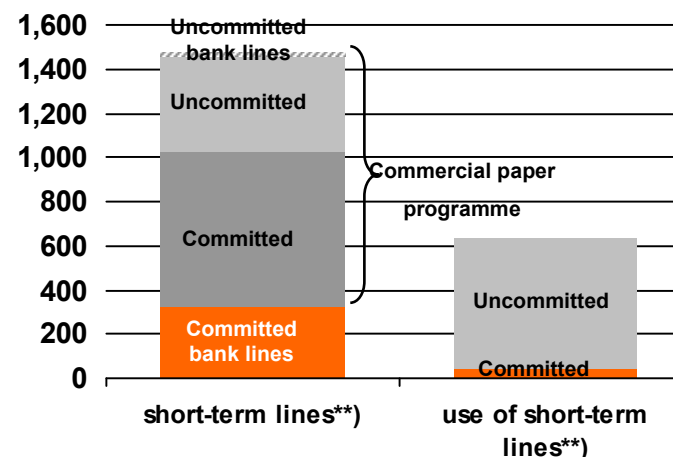 1,600
1,400
1,200
1,000
800
600
400
200
0
Uncommitted
bank lines
Uncommitted
Committed
Committed
bank lines
Commercial paper
programme
Uncommitted
Committed
short-term lines**)
use of short-term
lines**)